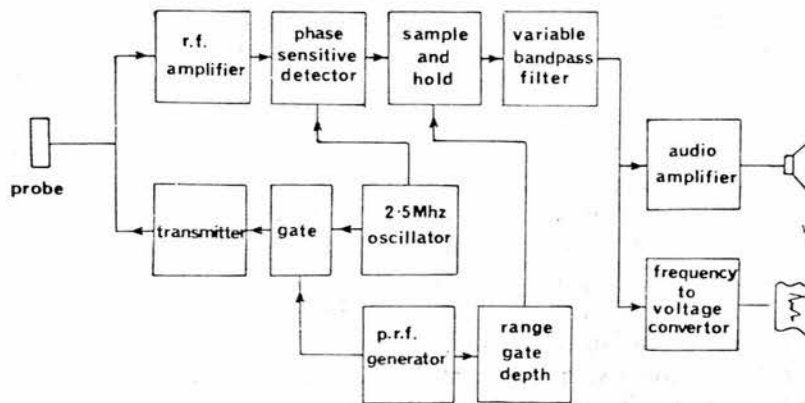 r.f.
amplifier
phase
sensitive
detector
sample
and
hold
variable
bandpass
filter
probe
transmitter
gate
2·5Mhz
oscillator
audio
amplifier
p.r.f.
generator
range
gate
depth
frequency
to
voltage
convertor